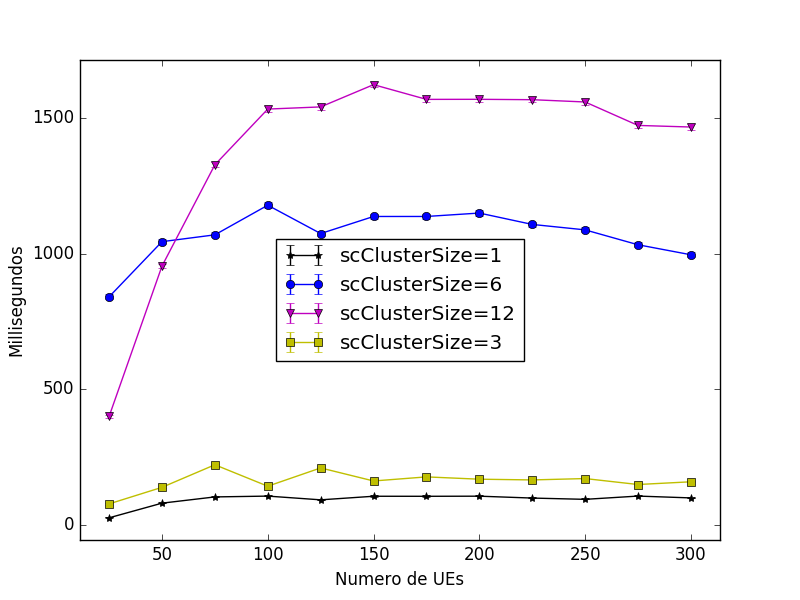 1500
1000
500
0
Millisegundos
scClusterSize=1
scClusterSize=6
scClusterSize=12
scClusterSize=3
50 100 150 200 250 300
Numero de UEs